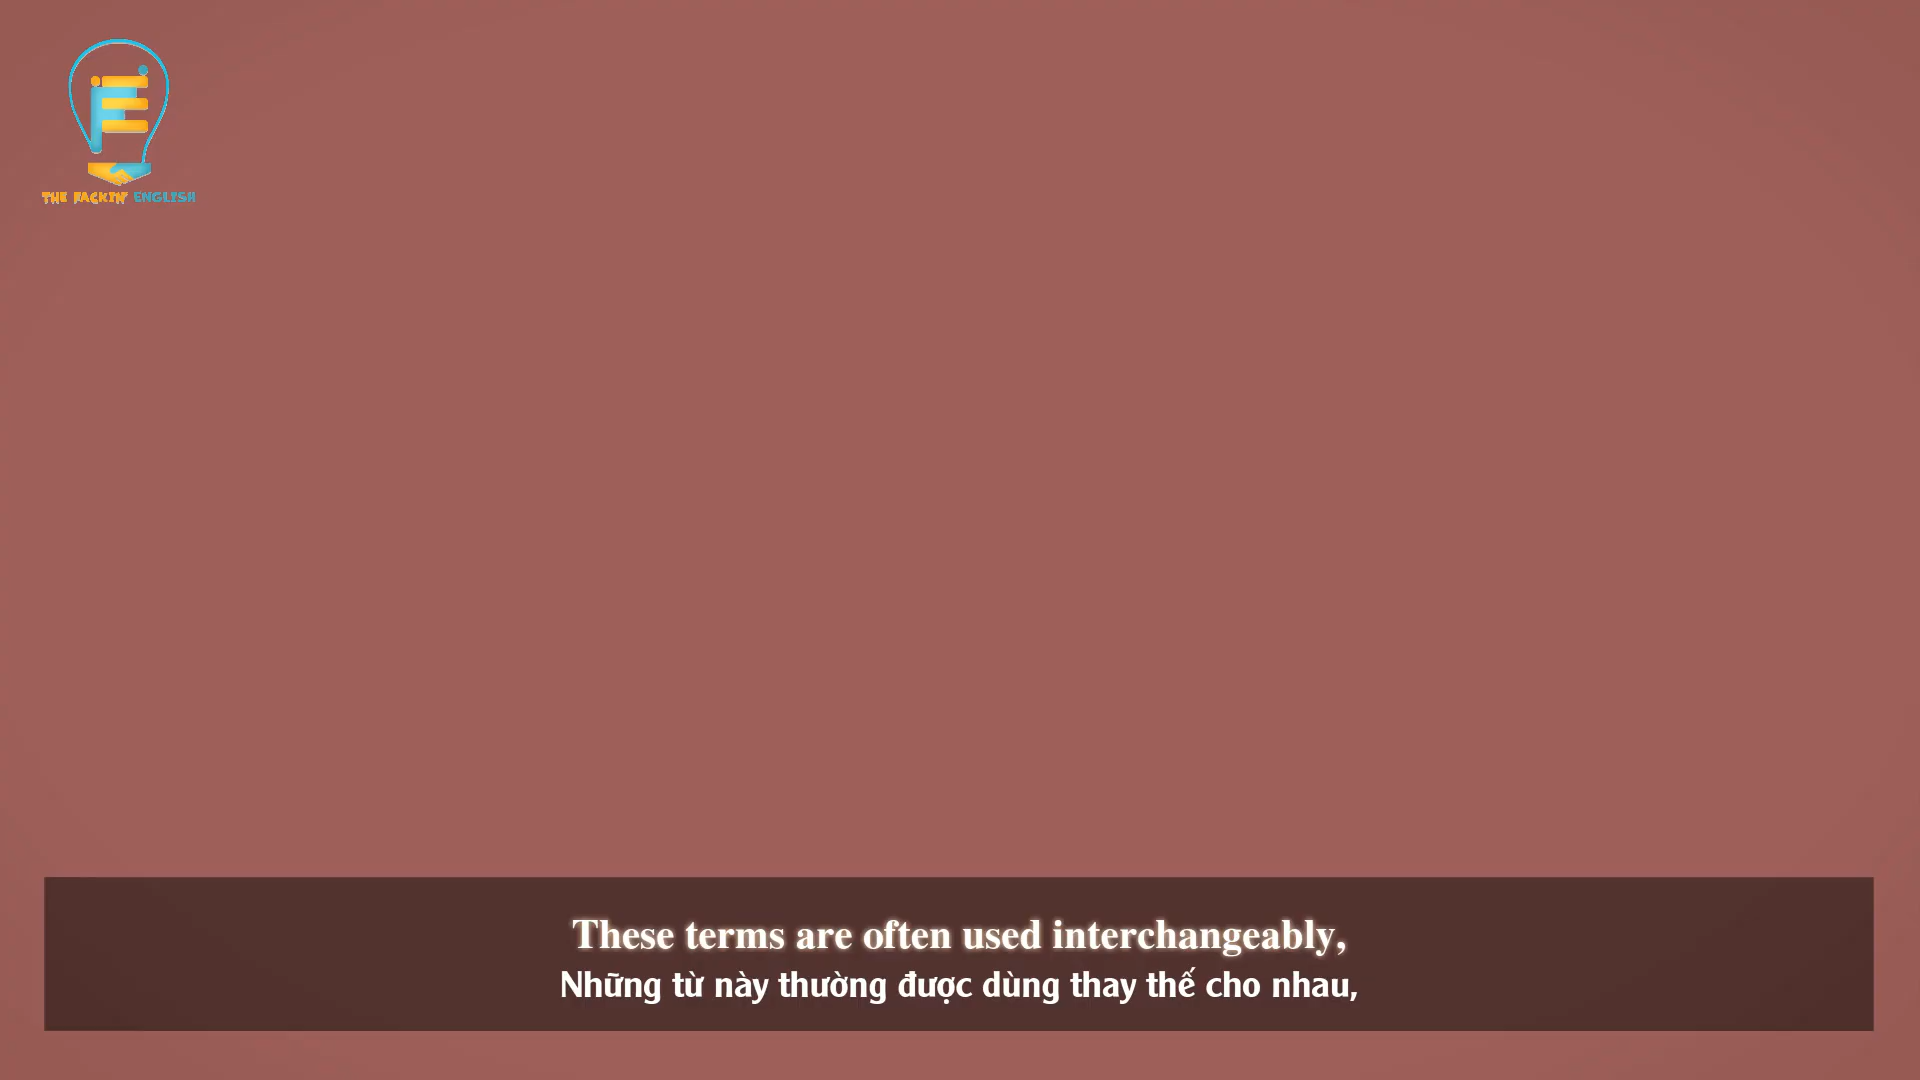 THE FACKIN' ENGLISH
These terms are often used interchangeably,
Những từ này thường được dùng thay thế cho nhau,